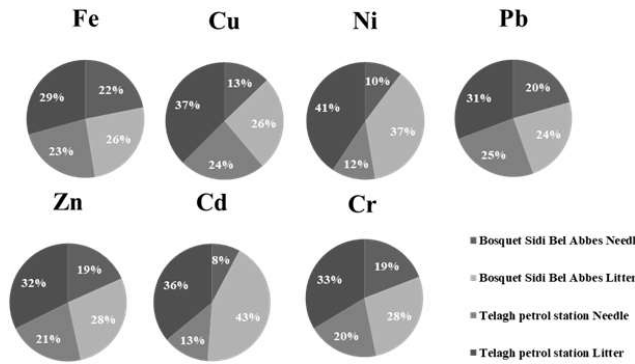 Fe
Cu
Ni
Pb
29%
22%
23%
26%
37%
13%
24%
26%
41%
10%
12%
37%
31%
20%
25%
24%
Zn
Cd
Cr
32%
19%
21%
28%
36%
8%
13%
43%
33%
19%
20%
28%
Bosquet Sidi Bel Abbes Needl
Bosquet Sidi Bel Abbes Litter
Telagh petrol station Needle
Telagh petrol station Litter